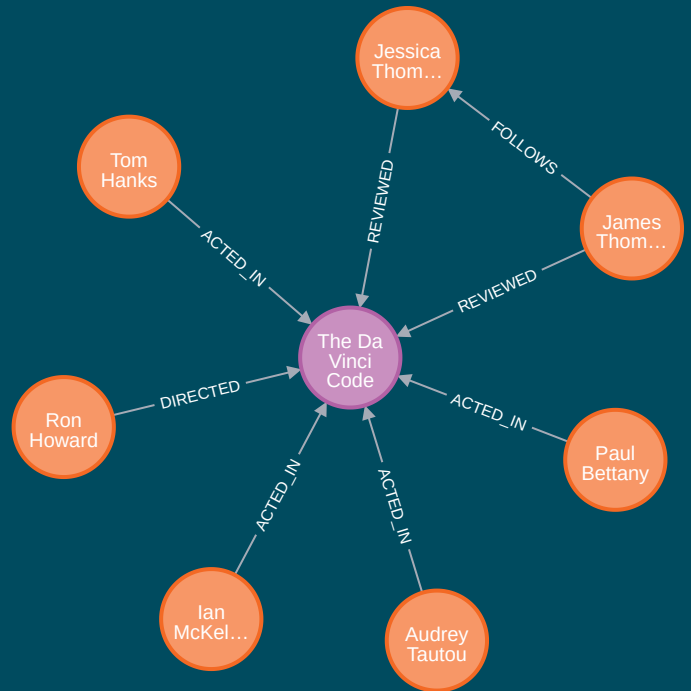 Jessica
Thom…
Tom
Hanks
FOLLOWS
REVIEWED
James
Thom…
ACTED_IN
REVIEWED
The Da
Vinci
Code
DIRECTED
ACTED_IN
Ron
Howard
Paul
Bettany
ACTED_IN
ACTED_IN
Ian
McKel…
Audrey
Tautou